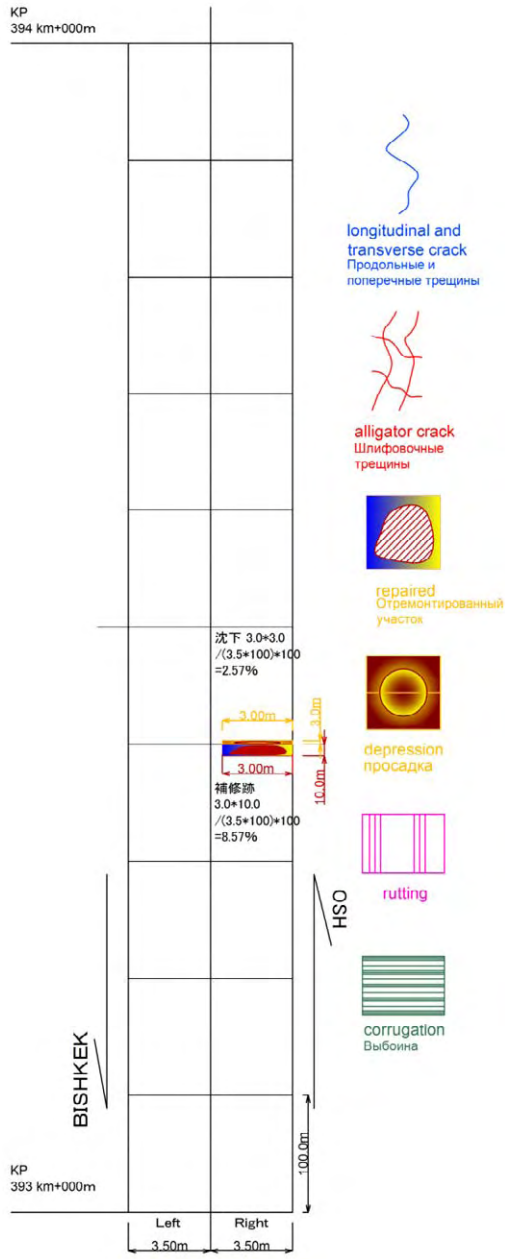 KP
394 km+000m
longitudinal and
transverse crack
Продольные и
поперечные трещины
alligator crack
Шлифовочные
трещины
repaired
Отремонтированный
участок
沈下 3.0*3.0
/(3.5*100)*100
=2.57%
3.00m
3.0m
depression
просадка
3.00m
10.0m
補修跡
3.0*10.0
/(3.5*100)*100
=8.57%
rutting
OSH
corrugation
Выбоина
BISHKEK
100.0m
KP
393 km+000m
Left
Right
3.50m
3.50m